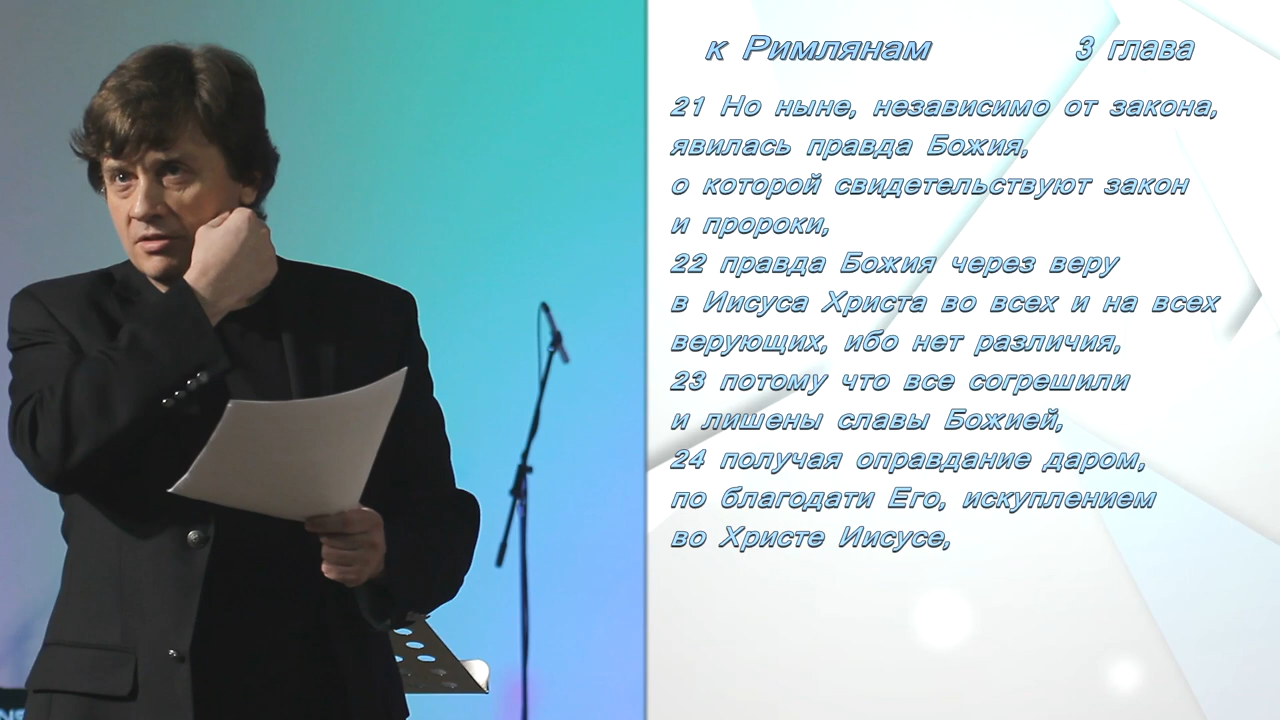 к Римлянам 3 глава
21 Но ныне, независимо от закона,
явилась правда Божия,
о которой свидетельствуют закон
и пророки,
22 правда Божия через веру
в Иисуса Христа во всех и на всех
верующих, ибо нет различия,
23 потому что все согрешили
и лишены славы Божией,
24 получая оправдание даром,
по благодати Его, искуплением
во Христе Иисусе,